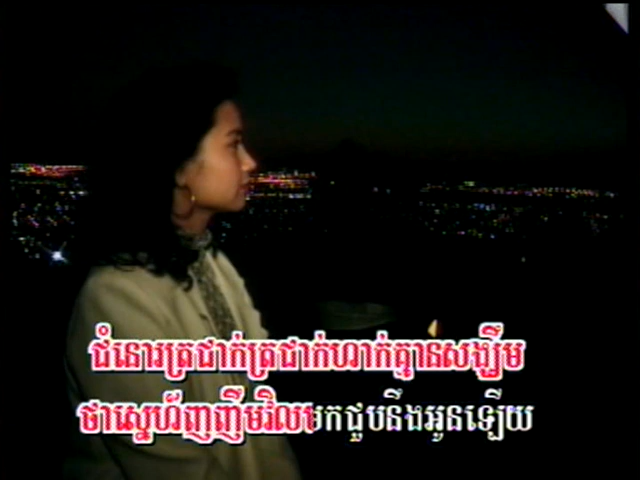 ជំនោរត្រជាក់ត្រជាក់ហាក់គ្មានសង្ឃឹម
ថាស្នេហ៍ញញឹមវិលមកជួបនឹងអូនឡើយ